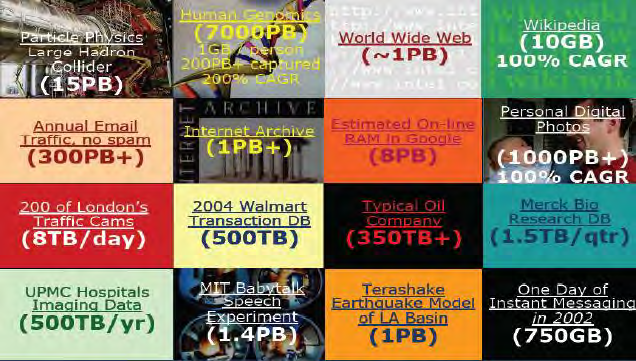 Particle Physics
Large Hadron
Collider
(15PB)
Human Genomics
(7000PB)
1GB / person
200PB+ captured
200% CAGR
World Wide Web
(~1PB)
Wikipedia
(10GB)
100% CAGR
Annual Email
Traffic, no spam
(300PB+)
INTERNET ARCHIVE
Internet Archive
(1PB+)
Estimated On-line
RAM in Google
(8PB)
Personal Digital
Photos
(1000PB+)
100% CAGR
200 of London's
Traffic Cams
(8TB/day)
2004 Walmart
Transaction DB
(500TB)
Typical Oil
Company
(350TB+)
Merck Bio
Research DB
(1.5TB/qtr)
UPMC Hospitals
Imaging Data
(500TB/yr)
MIT Babytalk
Speech
Experiment
(1.4PB)
Terashake
Earthquake Model
of LA Basin
(1PB)
One Day of
Instant Messaging
in 2002
(750GB)